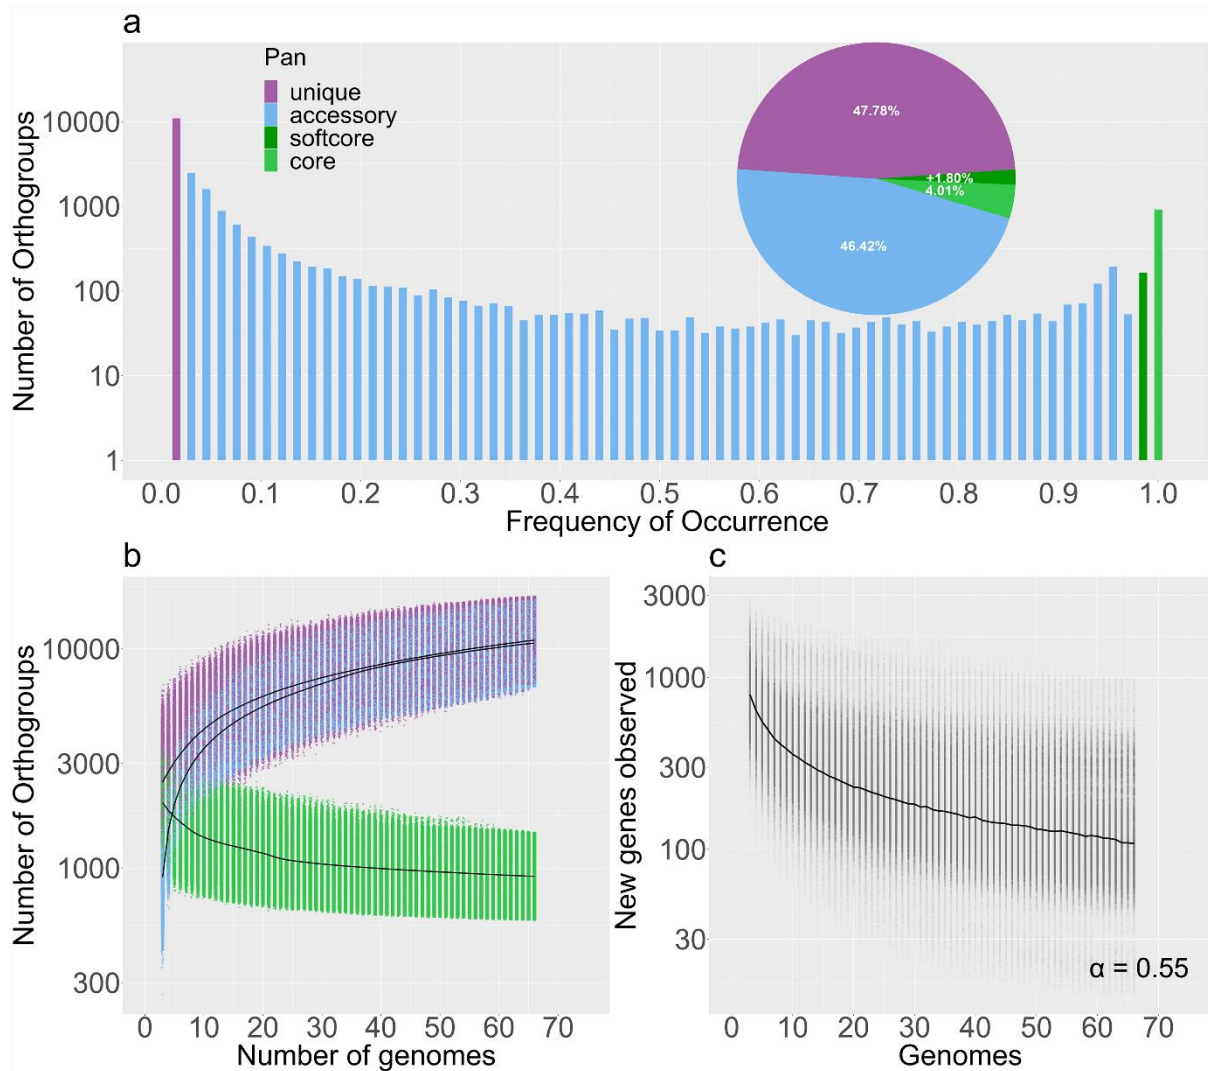 a
Pan
unique
accessory
softcore
core
47.78%
+1.80%
4.01%
46.42%
Number of Orthogroups
10000
1000
100
10
1
0.0 0.1 0.2 0.3 0.4 0.5 0.6 0.7 0.8 0.9 1.0
Frequency of Occurrence
b
Number of Orthogroups
10000
3000
1000
300
0 10 20 30 40 50 60 70
Number of genomes
c
New genes observed
3000
1000
300
100
30
α = 0.55
0 10 20 30 40 50 60 70
Genomes